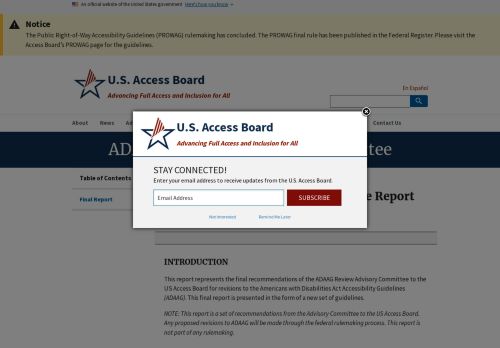 An official website of the United States government Here's how you know
Notice
The Public Right-of-Way Accessibility Guidelines (PROWAG) rulemaking has concluded. The PROWAG final rule has been published in the Federal Register. Please visit the
Access Board's PROWAG page for the guidelines.
U.S. Access Board
Advancing Full Access and Inclusion for All
En Español
About News Contact Us
U.S. Access Board
Advancing Full Access and Inclusion for All
STAY CONNECTED!
Enter your email address to receive updates from the U.S. Access Board.
Email Address SUBSCRIBE
Not Interested Remind Me Later
Table of Contents
Final Report
Report
INTRODUCTION
This report represents the final recommendations of the ADAAG Review Advisory Committee to the
US Access Board for revisions to the Americans with Disabilities Act Accessibility Guidelines
(ADAAG). This final report is presented in the form of a new set of guidelines.
NOTE: This report is a set of recommendations from the Advisory Committee to the US Access Board.
Any proposed revisions to ADAAG will be made through the federal rulemaking process. This report is
not part of any rulemaking.